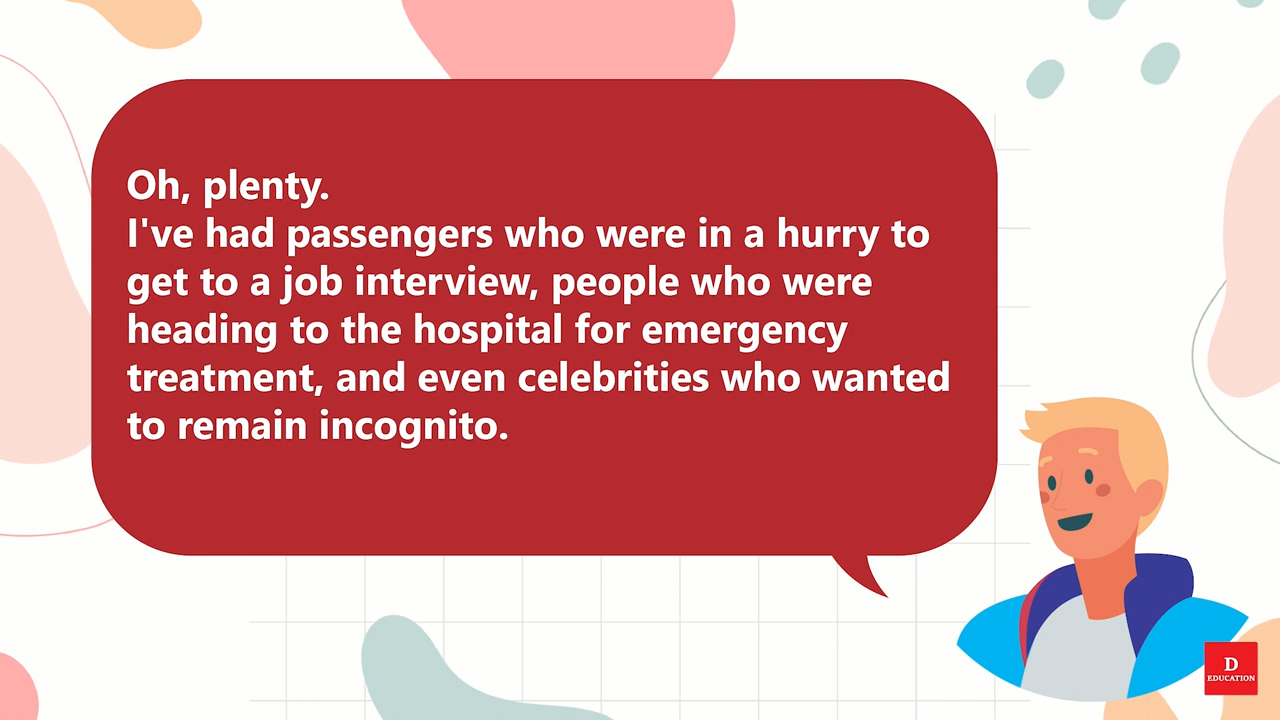 Oh, plenty.
I've had passengers who were in a hurry to
get to a job interview, people who were
heading to the hospital for emergency
treatment, and even celebrities who wanted
to remain incognito.
D
EDUCATION